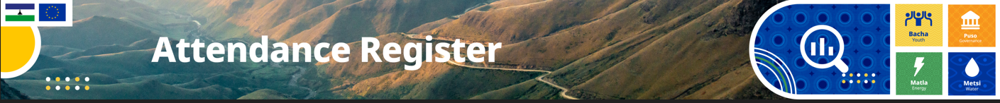 Attendance Register
Bacha
Youth
Puso
Governance
Matla
Energy
Metsi
Water